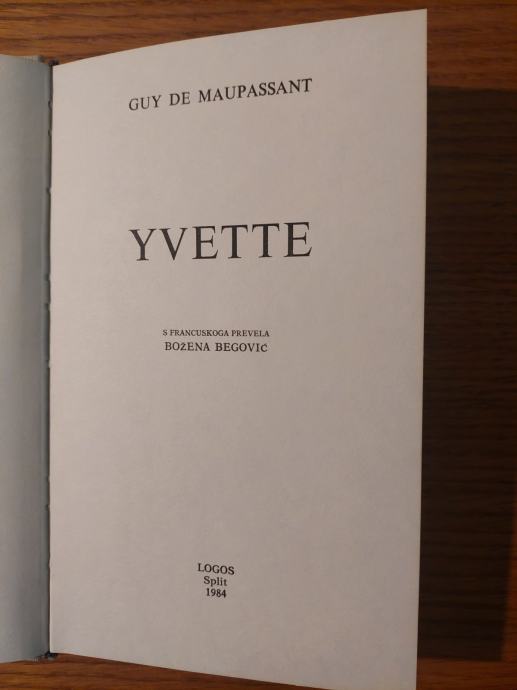 GUY DE MAUPASSANT
YVETTE
S FRANCUSKOGA PREVELA
BOŽENA BEGOVIĆ
LOGOS
Split
1984